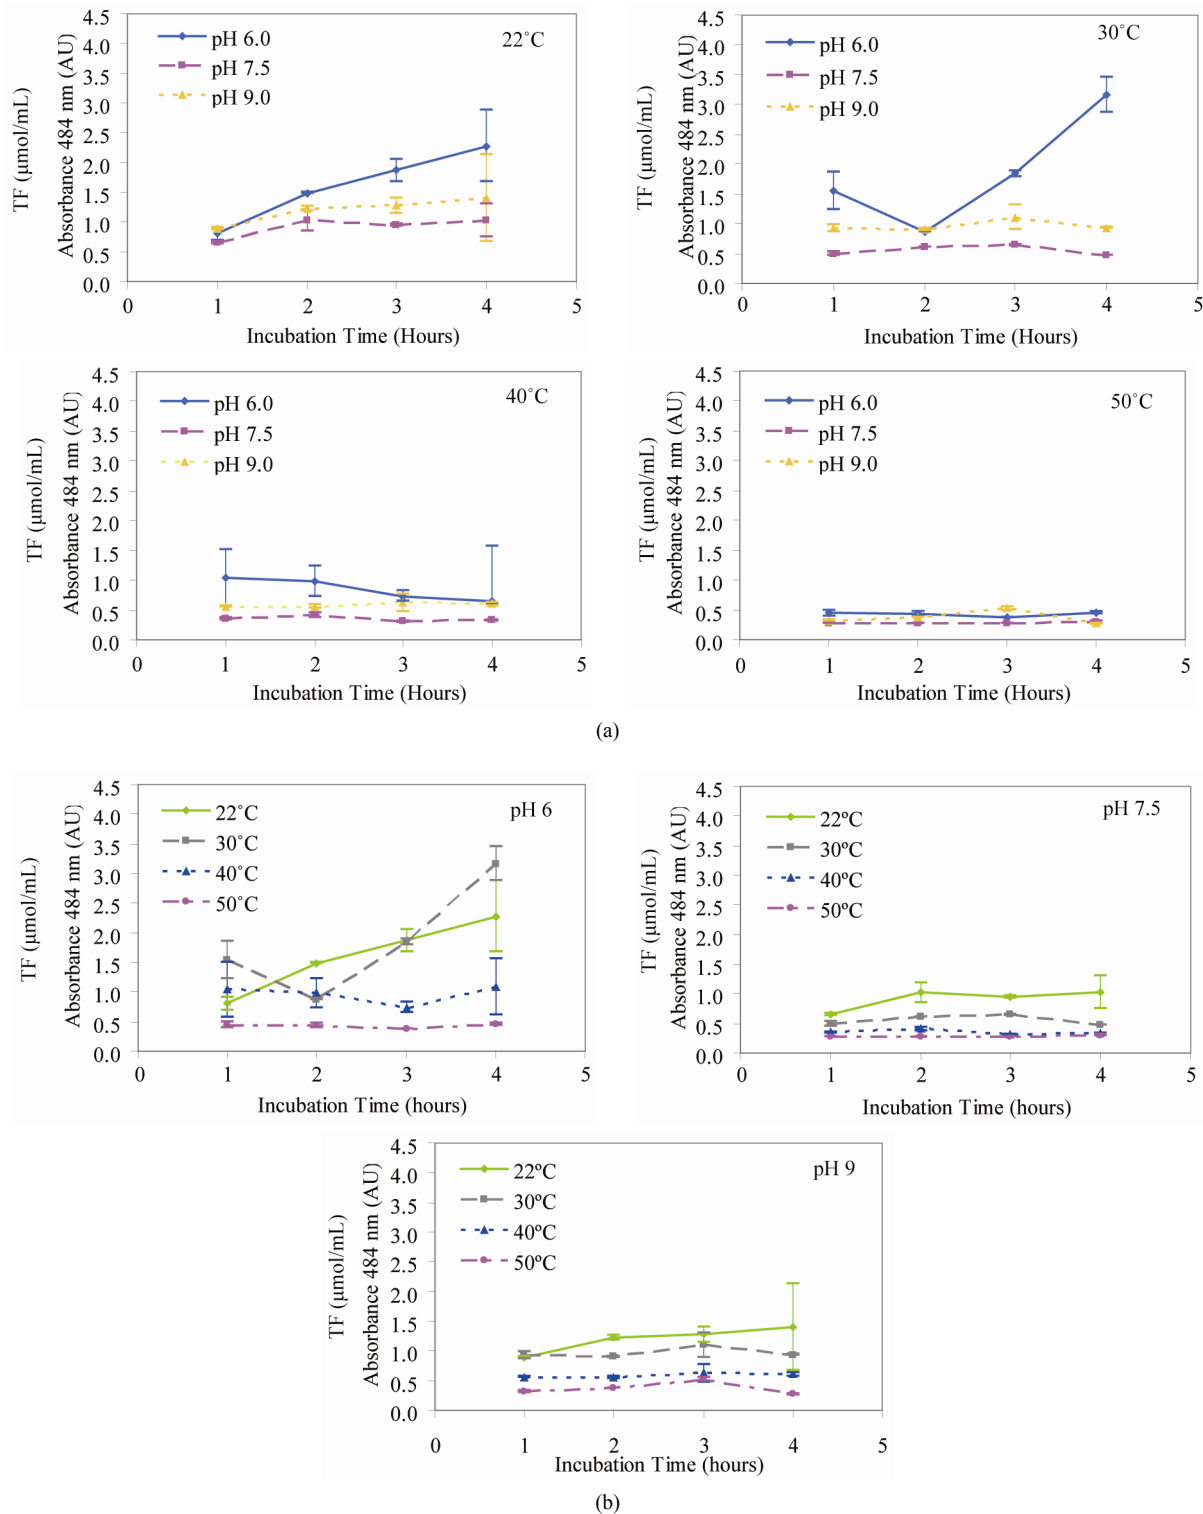 TF (µmol/mL)
Absorbance 484 nm (AU)
4.5
4.0
3.5
3.0
2.5
2.0
1.5
1.0
0.5
0.0
pH 6.0
pH 7.5
pH 9.0
22˚C
0 1 2 3 4 5
Incubation Time (Hours)
TF (µmol/mL)
Absorbance 484 nm (AU)
4.5
4.0
3.5
3.0
2.5
2.0
1.5
1.0
0.5
0.0
pH 6.0
pH 7.5
pH 9.0
30˚C
0 1 2 3 4 5
Incubation Time (Hours)
TF (µmol/mL)
Absorbance 484 nm (AU)
4.5
4.0
3.5
3.0
2.5
2.0
1.5
1.0
0.5
0.0
pH 6.0
pH 7.5
pH 9.0
40˚C
0 1 2 3 4 5
Incubation Time (Hours)
TF (µmol/mL)
Absorbance 484 nm (AU)
4.5
4.0
3.5
3.0
2.5
2.0
1.5
1.0
0.5
0.0
pH 6.0
pH 7.5
pH 9.0
50˚C
0 1 2 3 4 5
Incubation Time (Hours)
(a)
TF (µmol/mL)
Absorbance 484 nm (AU)
4.5
4.0
3.5
3.0
2.5
2.0
1.5
1.0
0.5
0.0
22˚C
30˚C
40˚C
50˚C
pH 6
0 1 2 3 4 5
Incubation Time (hours)
TF (µmol/mL)
Absorbance 484 nm (AU)
4.5
4.0
3.5
3.0
2.5
2.0
1.5
1.0
0.5
0.0
22ºC
30ºC
40ºC
50ºC
pH 7.5
0 1 2 3 4 5
Incubation Time (hours)
TF (µmol/mL)
Absorbance 484 nm (AU)
4.5
4.0
3.5
3.0
2.5
2.0
1.5
1.0
0.5
0.0
22ºC
30ºC
40ºC
50ºC
pH 9
0 1 2 3 4 5
Incubation Time (hours)
(b)